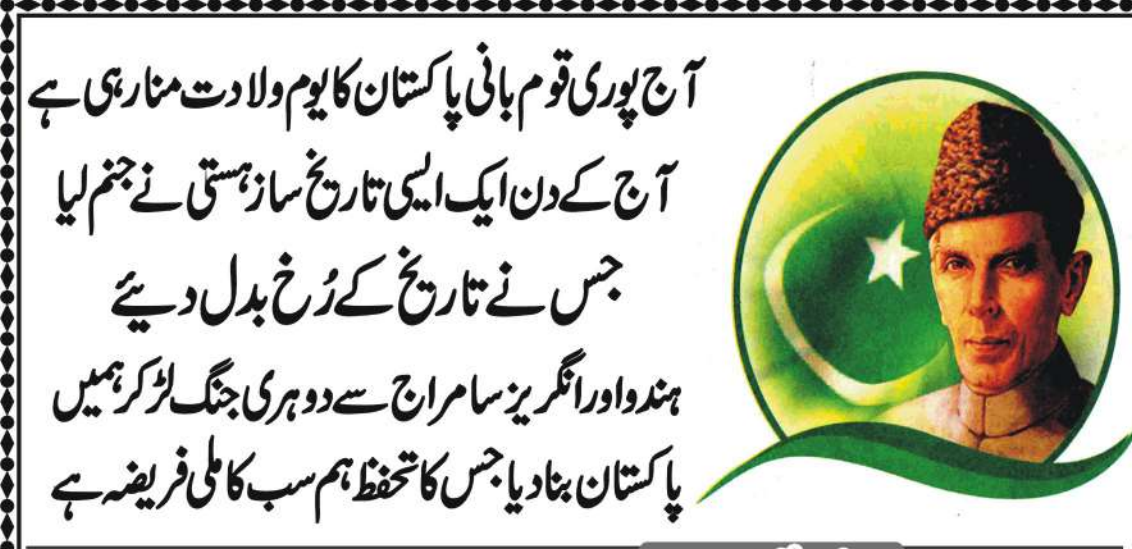 آج پوری قوم بانی پاکستان کا یوم ولادت منا رہی ہے
آج کے دن ایک ایسی تاریخ ساز ہستی نے جنم لیا
جس نے تاریخ کے رُخ بدل دیئے
ہندو اور انگریز سامراج سے دوہری جنگ لڑ کر ہمیں
پاکستان بنا دیا جس کا تحفظ ہم سب کا ملی فریضہ ہے